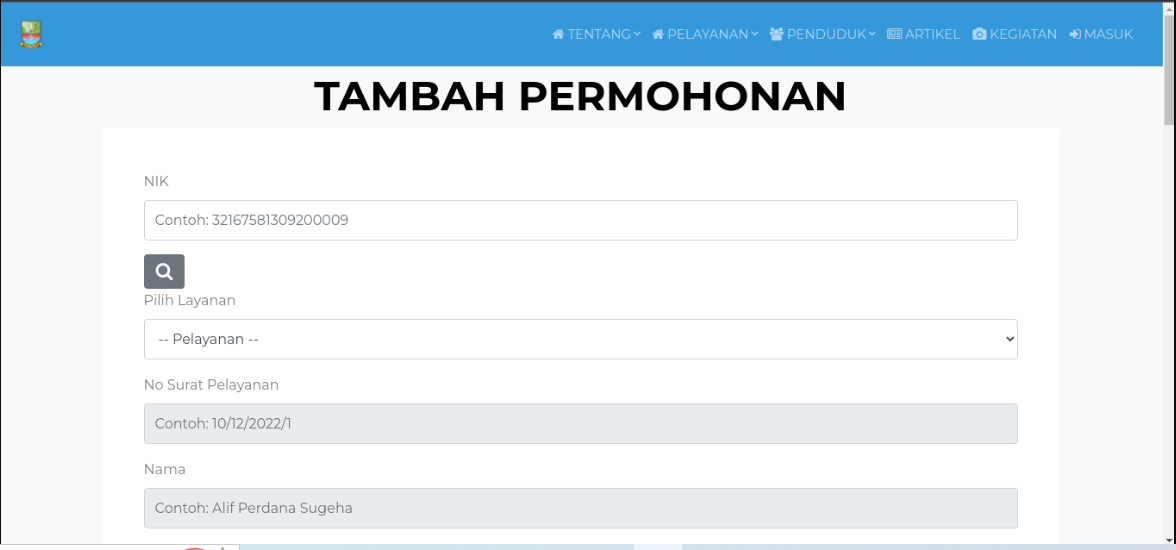 TENTANG PELAYANAN PENDUDUK ARTIKEL KEGIATAN MASUK
TAMBAH PERMOHONAN
NIK
Contoh: 32167581309200009
Pilih Layanan
-- Pelayanan --
No Surat Pelayanan
Contoh: 10/12/2022/1
Nama
Contoh: Alif Perdana Sugeha